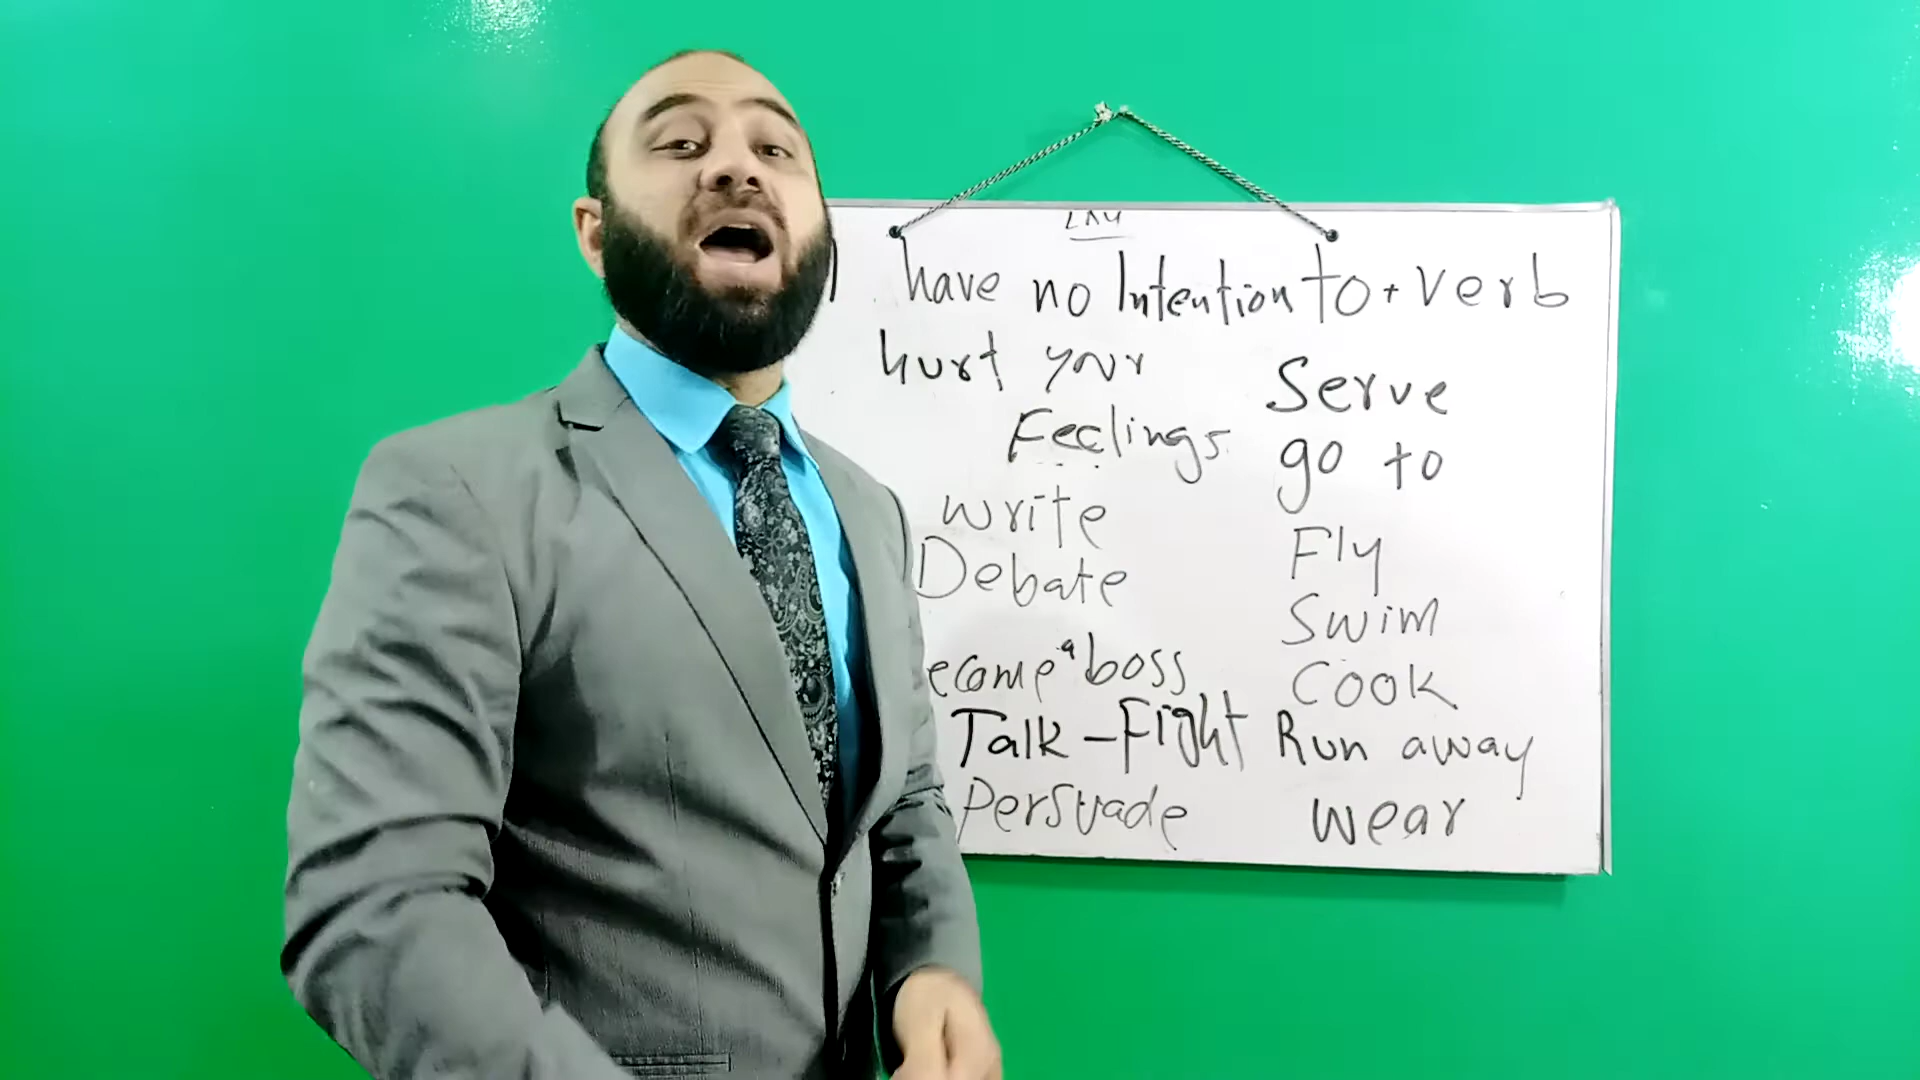 I have no Intention to + verb
hurt your
Feelings
Write
Debate
ecome a boss
Talk - Fight
Persuade
Serve
go to
Fly
Swim
Cook
Run away
wear